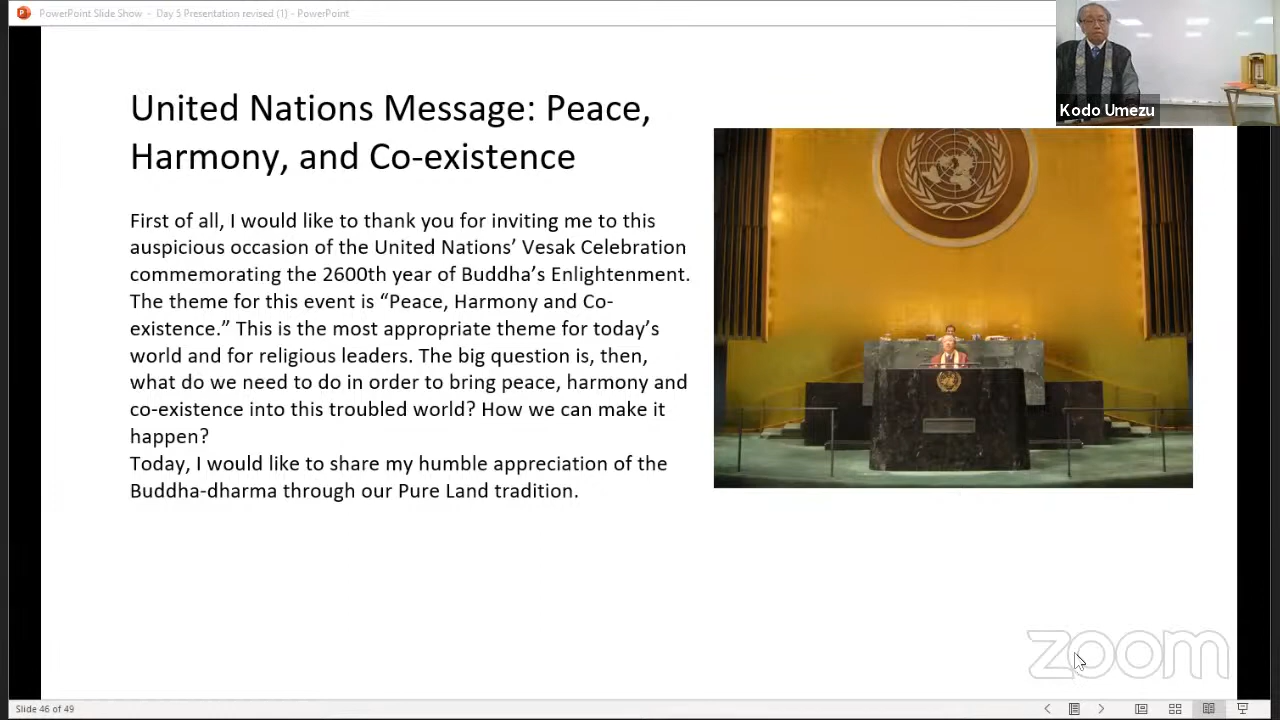 PowerPoint Slide Show - Day 5 Presentation revised (1) - PowerPoint
Kodo Umezu
United Nations Message: Peace,
Harmony, and Co-existence
First of all, I would like to thank you for inviting me to this
auspicious occasion of the United Nations’ Vesak Celebration
commemorating the 2600th year of Buddha’s Enlightenment.
The theme for this event is “Peace, Harmony and Co-
existence.” This is the most appropriate theme for today’s
world and for religious leaders. The big question is, then,
what do we need to do in order to bring peace, harmony and
co-existence into this troubled world? How we can make it
happen?
Today, I would like to share my humble appreciation of the
Buddha-dharma through our Pure Land tradition.
zoom
Slide 46 of 49